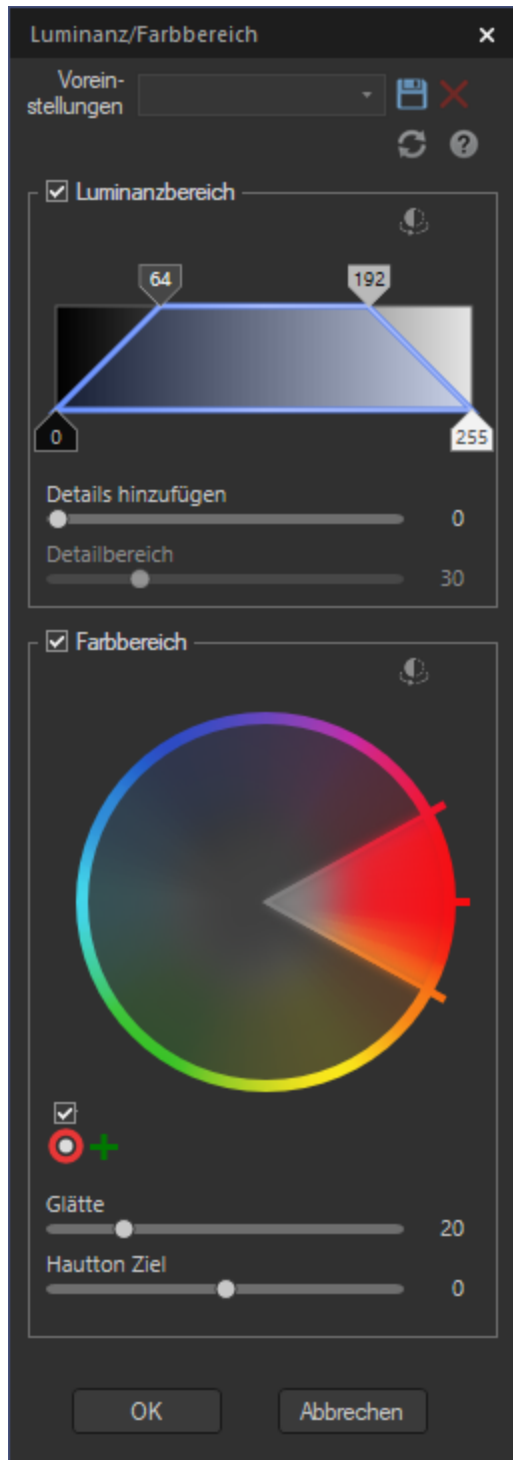 Luminanz/Farbbereich
Vorein-
stellungen
Luminanzbereich
64
192
0
255
Details hinzufügen
0
Detailbereich
30
Farbbereich
Glätte
20
Hautton Ziel
0
OK
Abbrechen